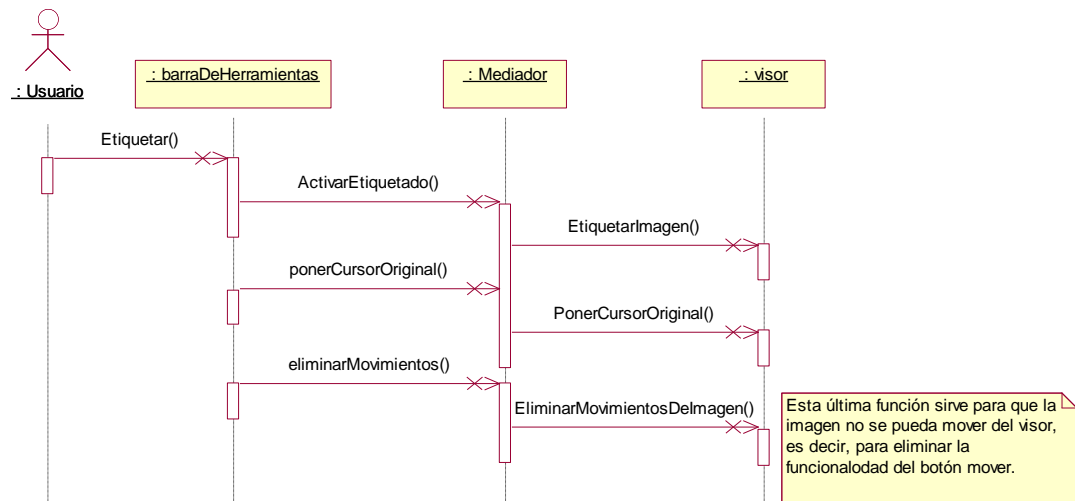 : Usuario
: barraDeHerramientas
: Mediador
: visor
Etiquetar()
ActivarEtiquetado()
EtiquetarImagen()
ponerCursorOriginal()
PonerCursorOriginal()
eliminarMovimientos()
EliminarMovimientosDeImagen()
Esta última función sirve para que la
imagen no se pueda mover del visor,
es decir, para eliminar la
funcionalodad del botón mover.